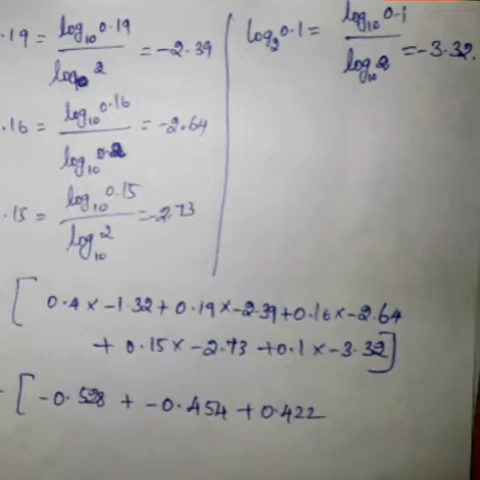 .19 = log₁₀ 0.19 / log₁₀ 2 = -2.39
log₂ 0.1 = log₁₀ 0.1 / log₁₀ 2 = -3.32.
.16 = log₁₀ 0.16 / log₁₀ 0.2 = -2.64
.15 = log₁₀ 0.15 / log₁₀ 2 = -2.73
[ 0.4 x -1.32 + 0.19 x -2.39 + 0.16 x -2.64
+ 0.15 x -2.73 + 0.1 x -3.32 ]
- [ -0.528 + -0.454 + 0.422